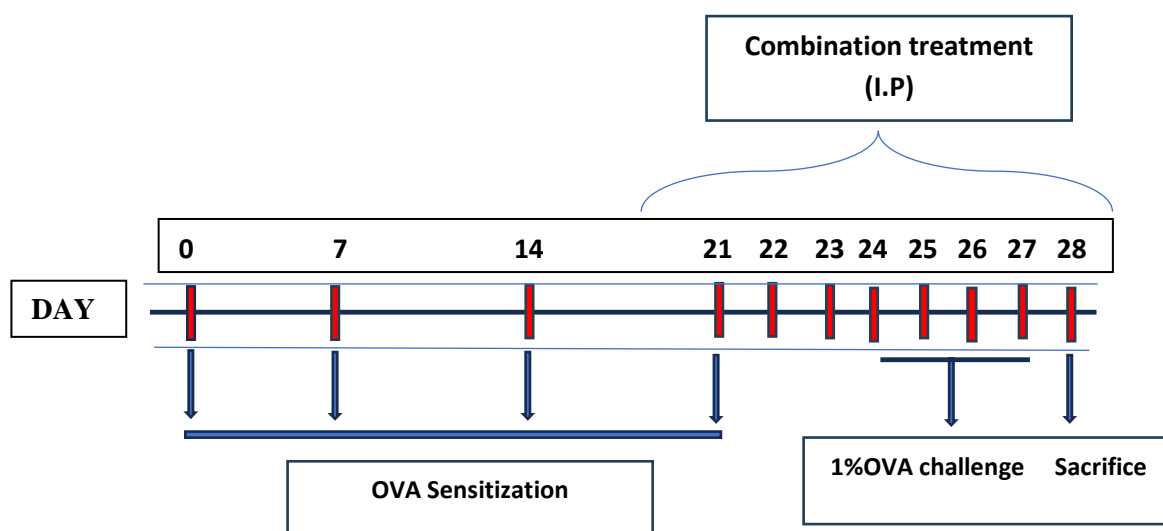 Combination treatment
(I.P)
0 7 14 21 22 23 24 25 26 27 28
DAY
1%OVA challenge Sacrifice
OVA Sensitization